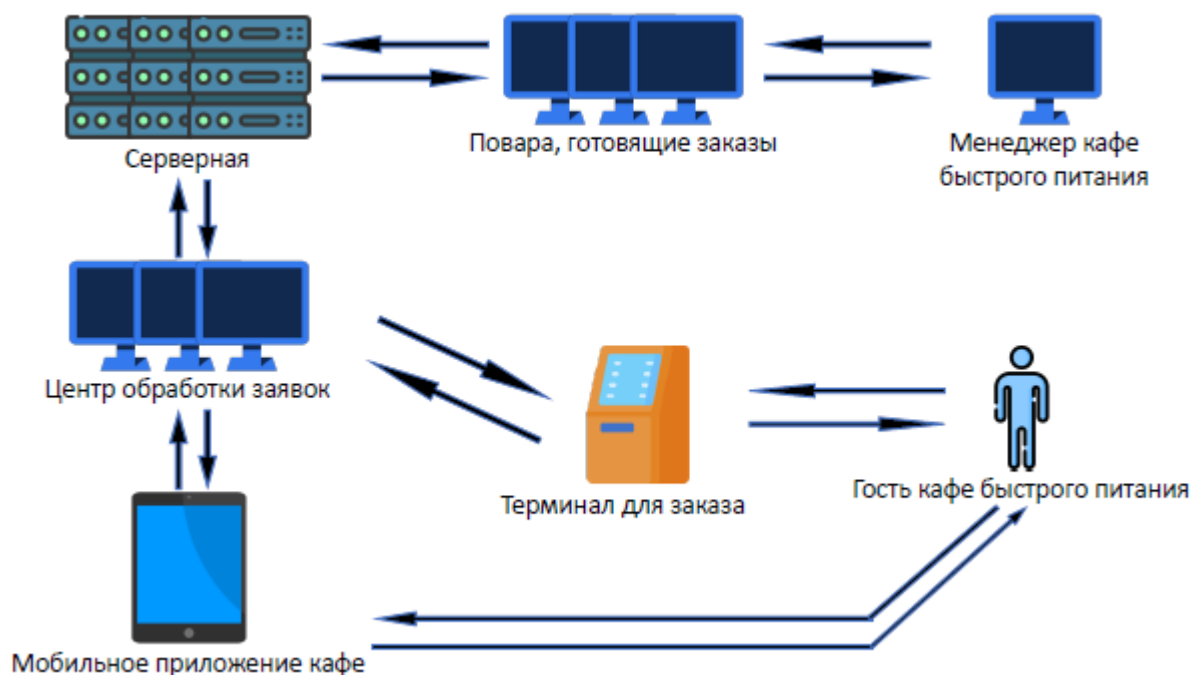 Серверная
Повара, готовящие заказы
Менеджер кафе
быстрого питания
Центр обработки заявок
Терминал для заказа
Гость кафе быстрого питания
Мобильное приложение кафе